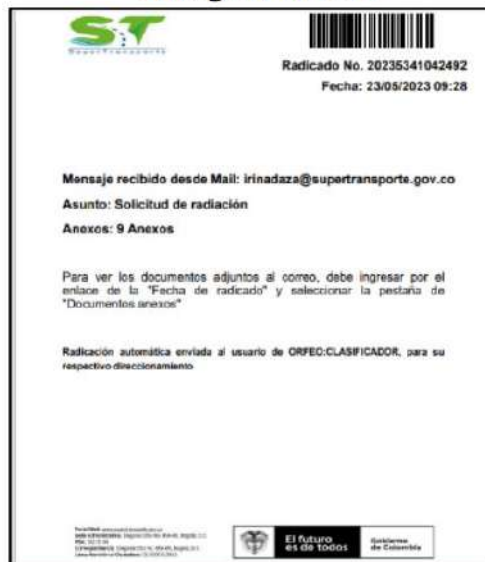 ST
SuperTransporte
Radicado No. 20235341042492
Fecha: 23/05/2023 09:28
Mensaje recibido desde Mail: irinadaza@supertransporte.gov.co
Asunto: Solicitud de radiación
Anexos: 9 Anexos
Para ver los documentos adjuntos al correo, debe ingresar por el
enlace de la "Fecha de radicado" y seleccionar la pestaña de
"Documentos anexos"
Radicación automática enviada al usuario de ORFEO:CLASIFICADOR, para su
respectivo direccionamiento
El futuro
es de todos
Gobierno
de Colombia